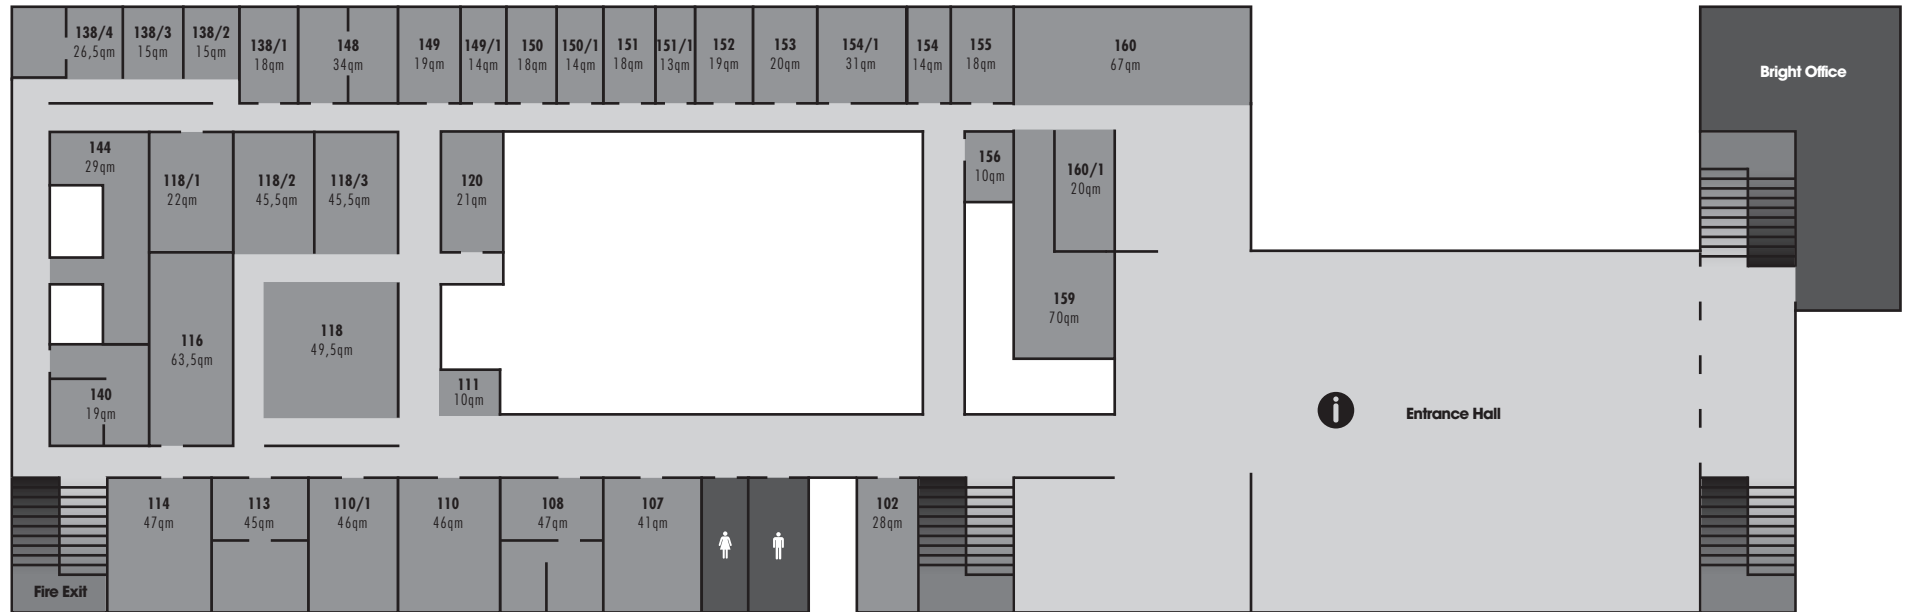 138/4
26,5qm
138/3
15qm
138/2
15qm
138/1
18qm
148
34qm
149
19qm
149/1
14qm
150
18qm
150/1
14qm
151
18qm
151/1
13qm
152
19qm
153
20qm
154/1
31qm
154
14qm
155
18qm
160
67qm
Bright Office
144
29qm
118/1
22qm
118/2
45,5qm
118/3
45,5qm
120
21qm
156
10qm
160/1
20qm
159
70qm
116
63,5qm
118
49,5qm
140
19qm
111
10qm
Entrance Hall
114
47qm
113
45qm
110/1
46qm
110
46qm
108
47qm
107
41qm
102
28qm
Fire Exit